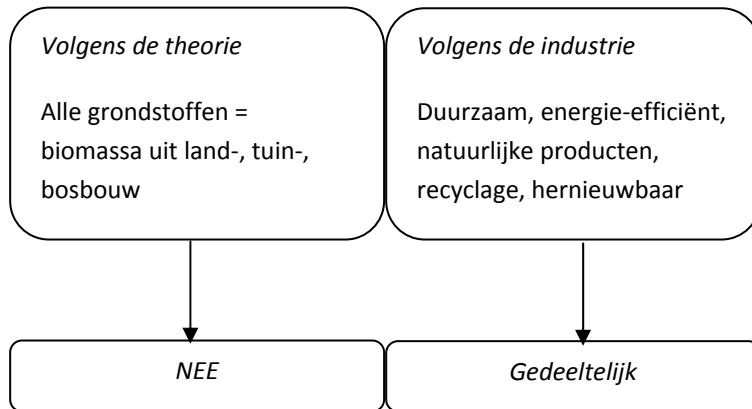 Volgens de theorie
Alle grondstoffen =
biomassa uit land-, tuin-,
bosbouw
Volgens de industrie
Duurzaam, energie-efficiënt,
natuurlijke producten,
recyclage, hernieuwbaar
NEE
Gedeeltelijk